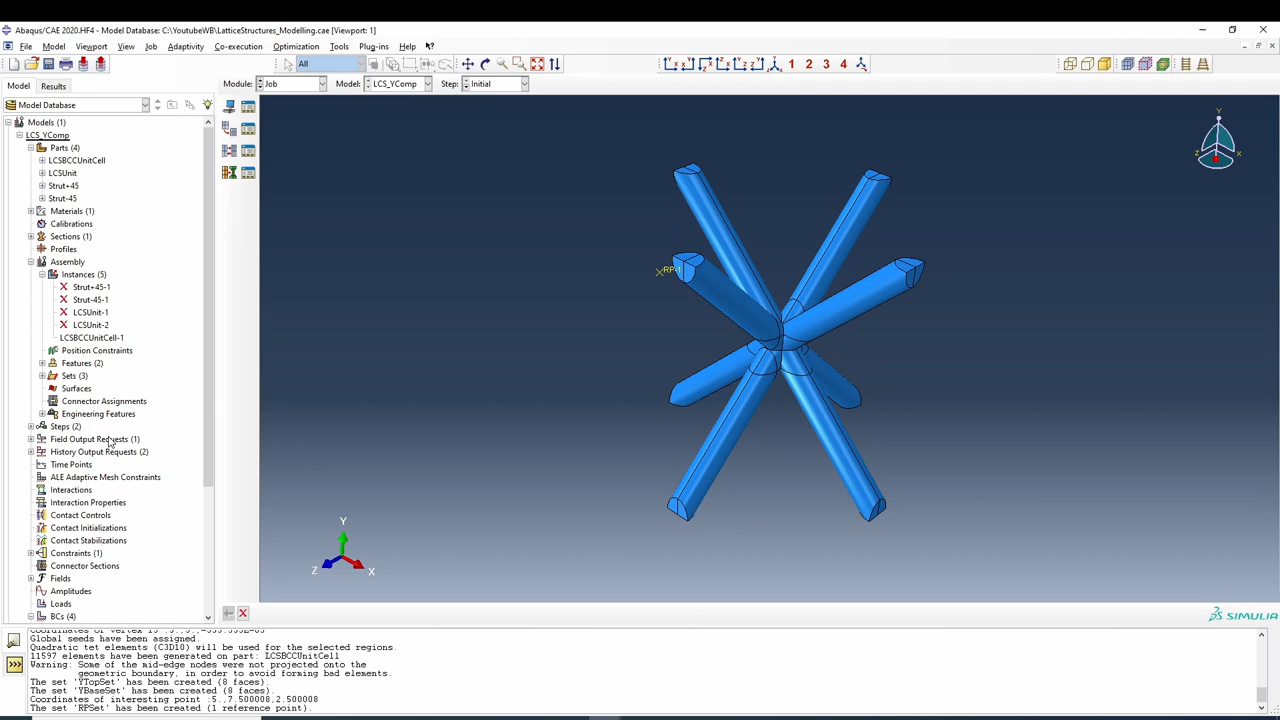 Abaqus/CAE 2020.HF4 - Model Database: C:\YoutubeWB\LatticeStructures_Modelling.cae [Viewport: 1]
File Model Viewport View Job Adaptivity Co-execution Optimization Tools Plug-ins Help
All
1 2 3 4
Model Results
Module: Job Model: LCS_YComp Step: Initial
Model Database
Models (1)
LCS_YComp
Parts (4)
LCSBCCUnitCell
LCSUnit
Strut+45
Strut-45
Materials (1)
Calibrations
Sections (1)
Profiles
Assembly
Instances (5)
Strut+45-1
Strut-45-1
LCSUnit-1
LCSUnit-2
LCSBCCUnitCell-1
Position Constraints
Features (2)
Sets (3)
Surfaces
Connector Assignments
Engineering Features
Steps (2)
Field Output Requests (1)
History Output Requests (2)
Time Points
ALE Adaptive Mesh Constraints
Interactions
Interaction Properties
Contact Controls
Contact Initializations
Contact Stabilizations
Constraints (1)
Connector Sections
Fields
Amplitudes
Loads
BCs (4)
RP-1
Y
Z X
Y
Z X
SIMULIA
Global seeds have been assigned.
Quadratic tet elements (C3D10) will be used for the selected regions.
11597 elements have been generated on part: LCSBCCUnitCell
Warning: Some of the mid-edge nodes were not projected onto the
geometric boundary, in order to avoid forming bad elements.
The set 'YTopSet' has been created (8 faces).
The set 'YBaseSet' has been created (8 faces).
Coordinates of interesting point :5.,7.500008,2.500008
The set 'RPSet' has been created (1 reference point).